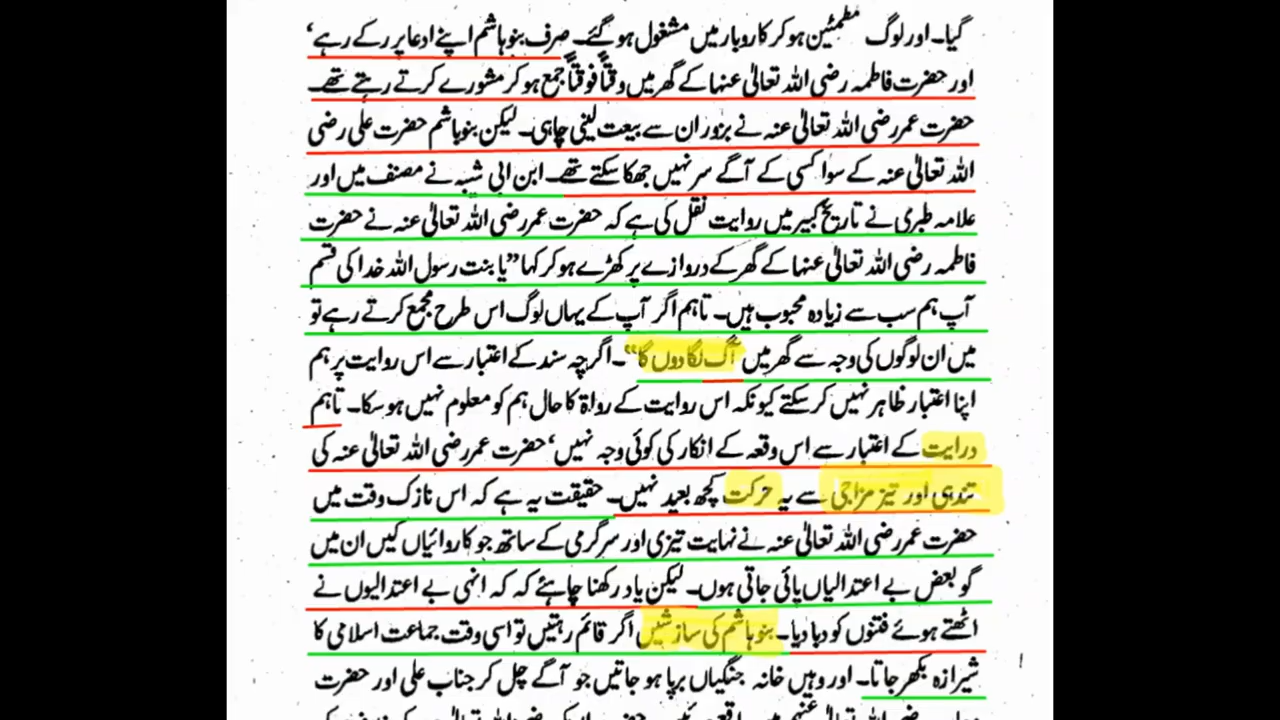 گیا۔ اور لوگ مطمئین ہو کر کاروبار میں مشغول ہو گئے۔ صرف بنو ہاشم اپنے ادعا پر رکے رہے‘
اور حضرت فاطمہ رضی اللہ تعالیٰ عنہا کے گھر میں وقتاً فوقتاً جمع ہو کر مشورے کرتے رہتے تھے۔
حضرت عمر رضی اللہ تعالیٰ عنہ نے بزور ان سے بیعت لینی چاہی۔ لیکن بنو ہاشم حضرت علی رضی
اللہ تعالیٰ عنہ کے سوا کسی کے آگے سر نہیں جھکا سکتے تھے۔ ابن ابی شیبہ نے مصنف میں اور
علامہ طبری نے تاریخ کبیر میں روایت نقل کی ہے کہ حضرت عمر رضی اللہ تعالیٰ عنہ نے حضرت
فاطمہ رضی اللہ تعالیٰ عنہا کے گھر کے دروازے پر کھڑے ہو کر کہا ”یا بنت رسول اللہ خدا کی قسم
آپ ہم سب سے زیادہ محبوب ہیں۔ تاہم اگر آپ کے یہاں لوگ اس طرح مجمع کرتے رہے تو
میں ان لوگوں کی وجہ سے گھر میں آگ لگا دوں گا“۔ اگرچہ سند کے اعتبار سے اس روایت پر ہم
اپنا اعتبار ظاہر نہیں کر سکتے کیونکہ اس روایت کے رواۃ کا حال ہم کو معلوم نہیں ہو سکا۔ تاہم
درایت کے اعتبار سے اس واقعہ کے انکار کی کوئی وجہ نہیں‘ حضرت عمر رضی اللہ تعالیٰ عنہ کی
تندہی اور تیز مزاجی سے یہ حرکت کچھ بعید نہیں۔ حقیقت یہ ہے کہ اس نازک وقت میں
حضرت عمر رضی اللہ تعالیٰ عنہ نے نہایت تیزی اور سرگرمی کے ساتھ جو کاروائیاں کیں ان میں
گو بعض بے اعتدالیاں پائی جاتی ہوں۔ لیکن یاد رکھنا چاہئے کہ کہ انہی بے اعتدالیوں نے
اٹھتے ہوئے فتنوں کو دبا دیا۔ بنو ہاشم کی سازشیں اگر قائم رہتیں تو اسی وقت جماعت اسلامی کا
شیرازہ بکھر جاتا۔ اور وہیں خانہ جنگیاں برپا ہو جاتیں جو آگے چل کر جناب علی اور حضرت